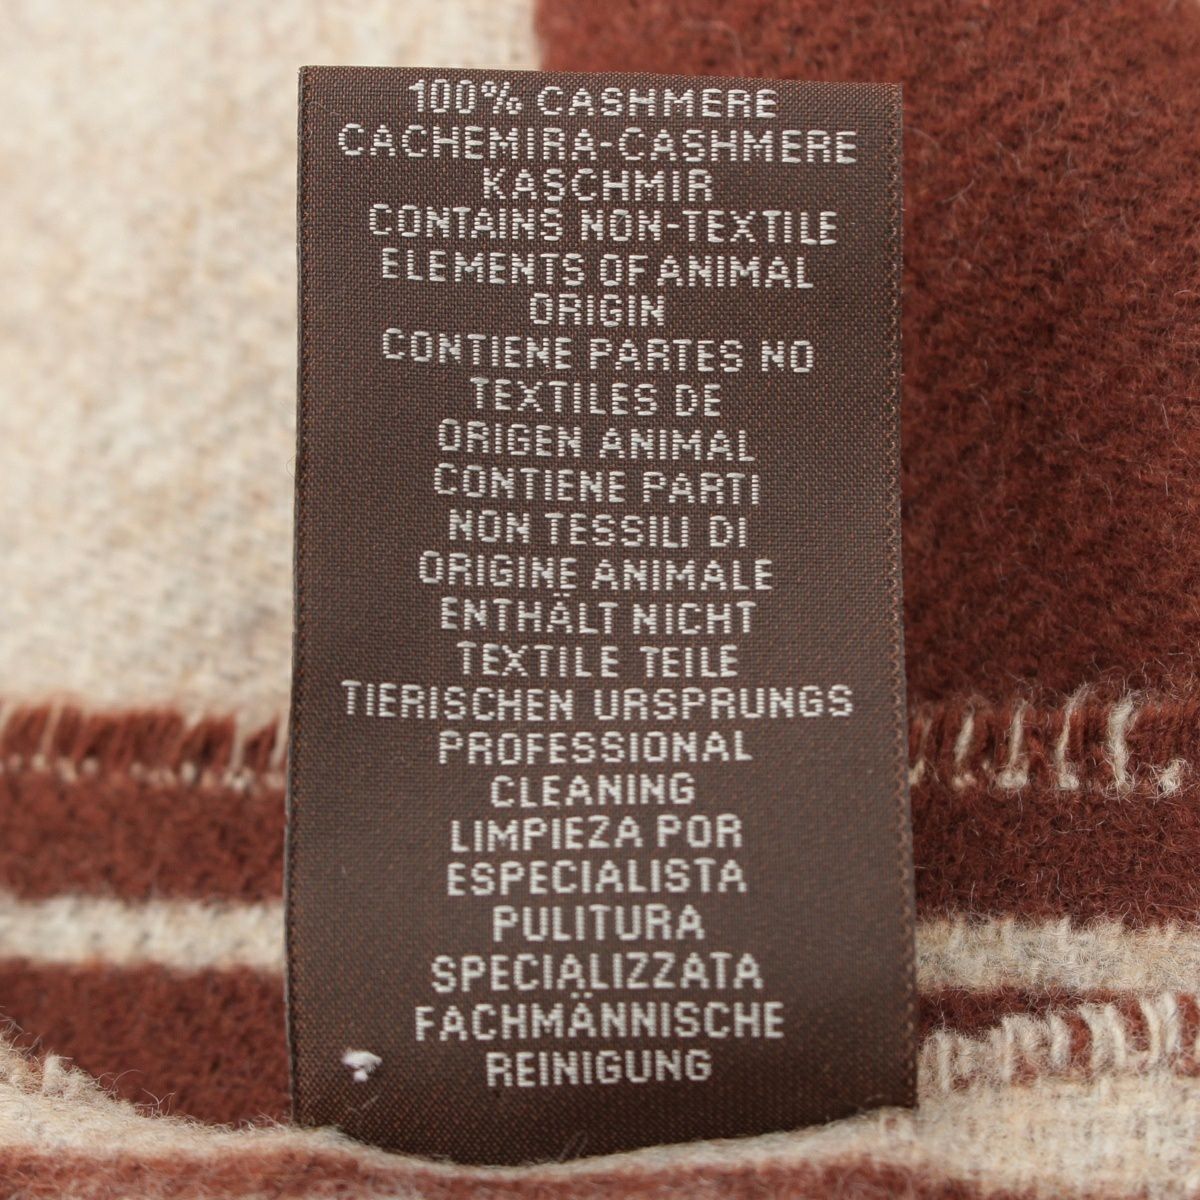 100% CASHMERE
CACHEMIRA-CASHMERE
KASCHMIR
CONTAINS NON-TEXTILE
ELEMENTS OF ANIMAL
ORIGIN
CONTIENE PARTES NO
TEXTILES DE
ORIGEN ANIMAL
CONTIENE PARTI
NON TESSILI DI
ORIGINE ANIMALE
ENTHÄLT NICHT
TEXTILE TEILE
TIERISCHEN URSPRUNGS
PROFESSIONAL
CLEANING
LIMPIEZA POR
ESPECIALISTA
PULITURA
SPECIALIZZATA
FACHMÄNNISCHE
REINIGUNG